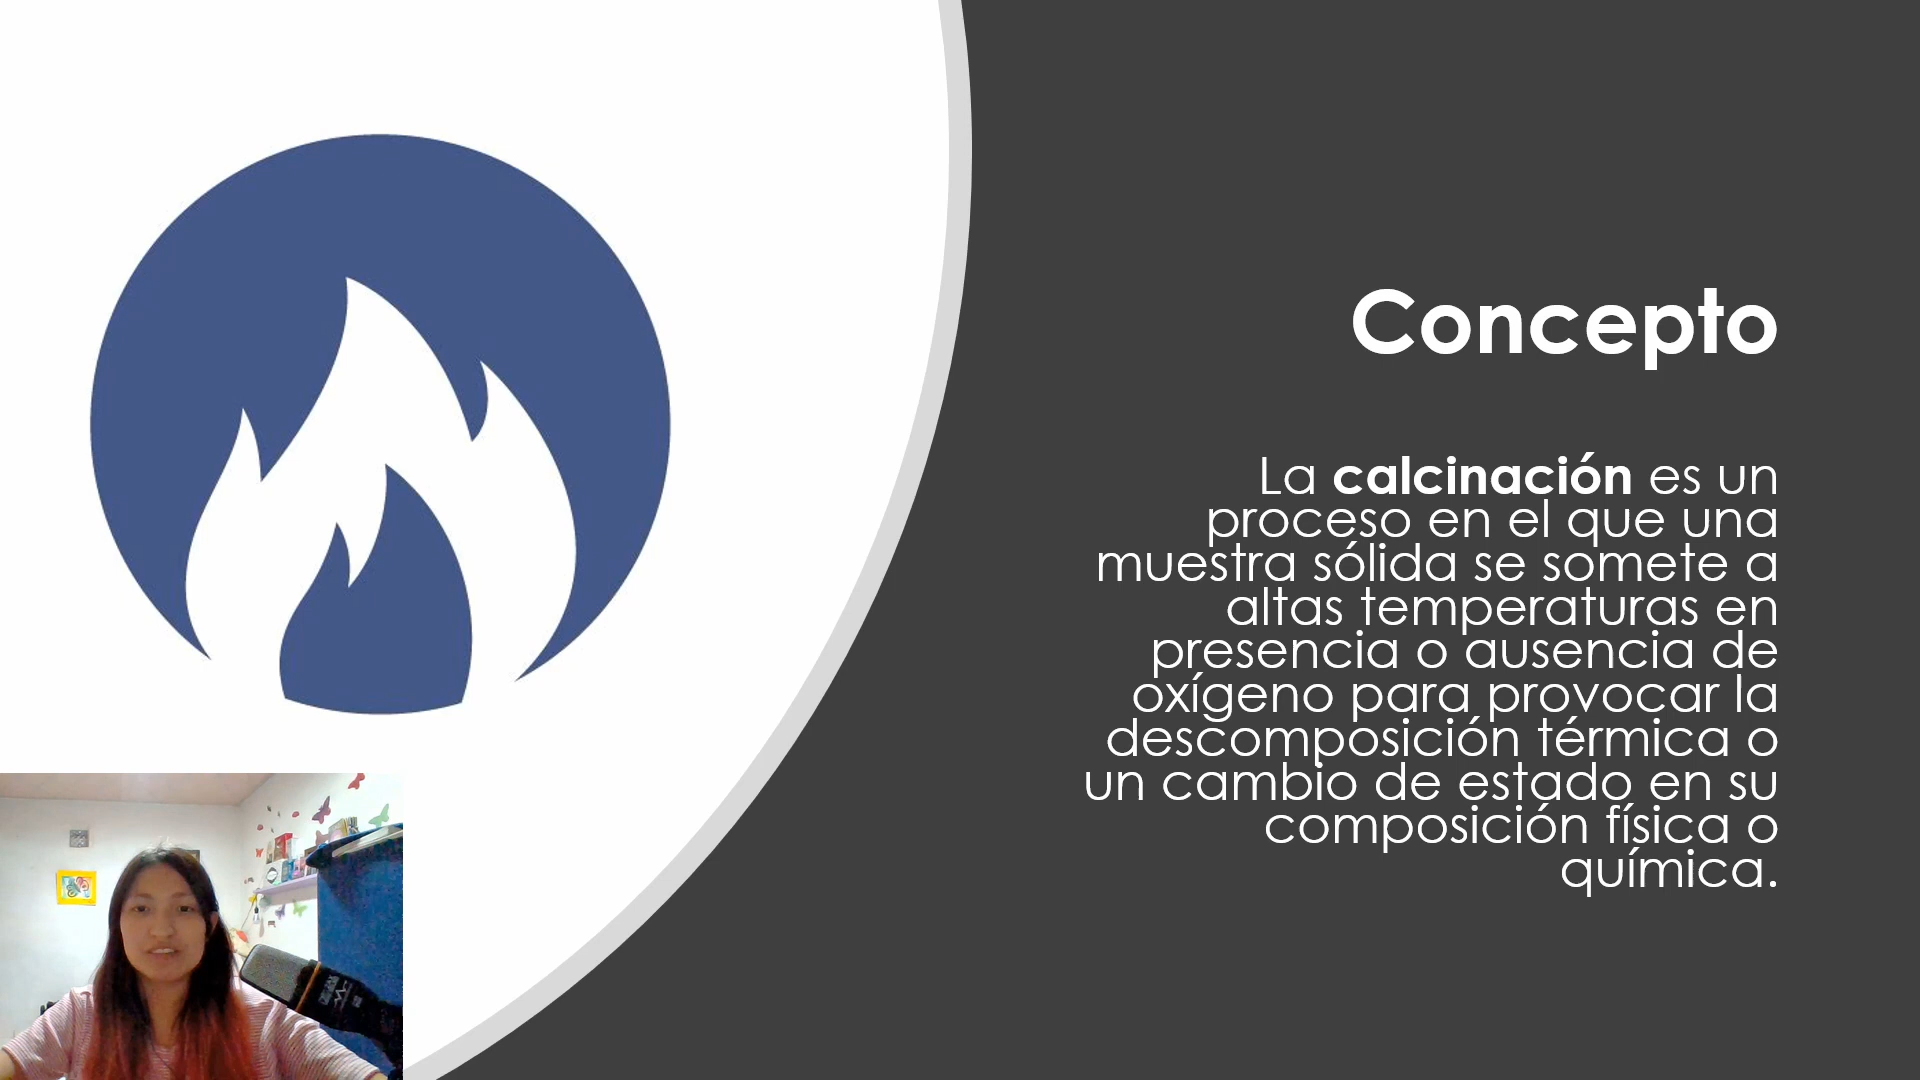 Concepto
La calcinación es un
proceso en el que una
muestra sólida se somete a
altas temperaturas en
presencia o ausencia de
oxígeno para provocar la
descomposición térmica o
un cambio de estado en su
composición física o
química.